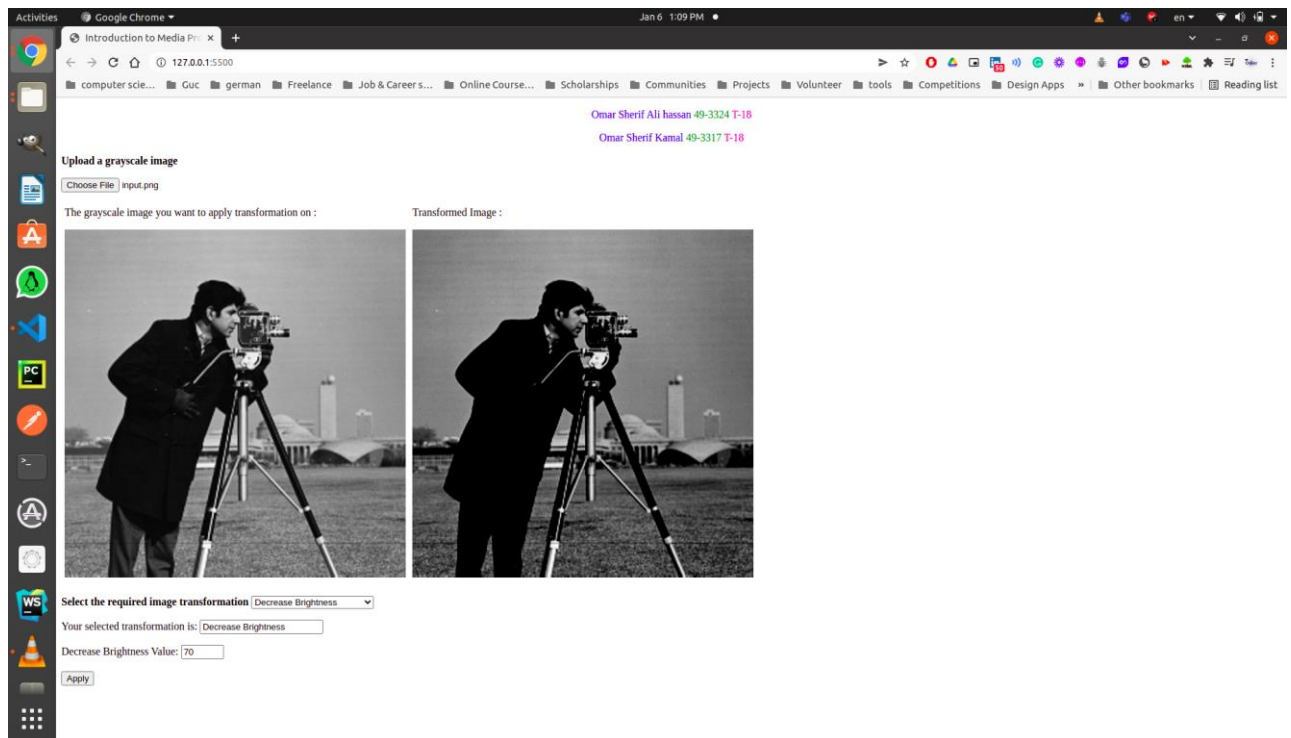 Activities Google Chrome Jan 6 1:09 PM en
Introduction to Media Pro
127.0.0.1:5500
computer scie... Guc german Freelance Job & Career s... Online Course... Scholarships Communities Projects Volunteer tools Competitions Design Apps » Other bookmarks Reading list
Omar Sherif Ali hassan 49-3324 T-18
Omar Sherif Kamal 49-3317 T-18
Upload a grayscale image
Choose File input.png
The grayscale image you want to apply transformation on : Transformed Image :
PC
WS
Select the required image transformation Decrease Brightness
Your selected transformation is: Decrease Brightness
Decrease Brightness Value: 70
Apply